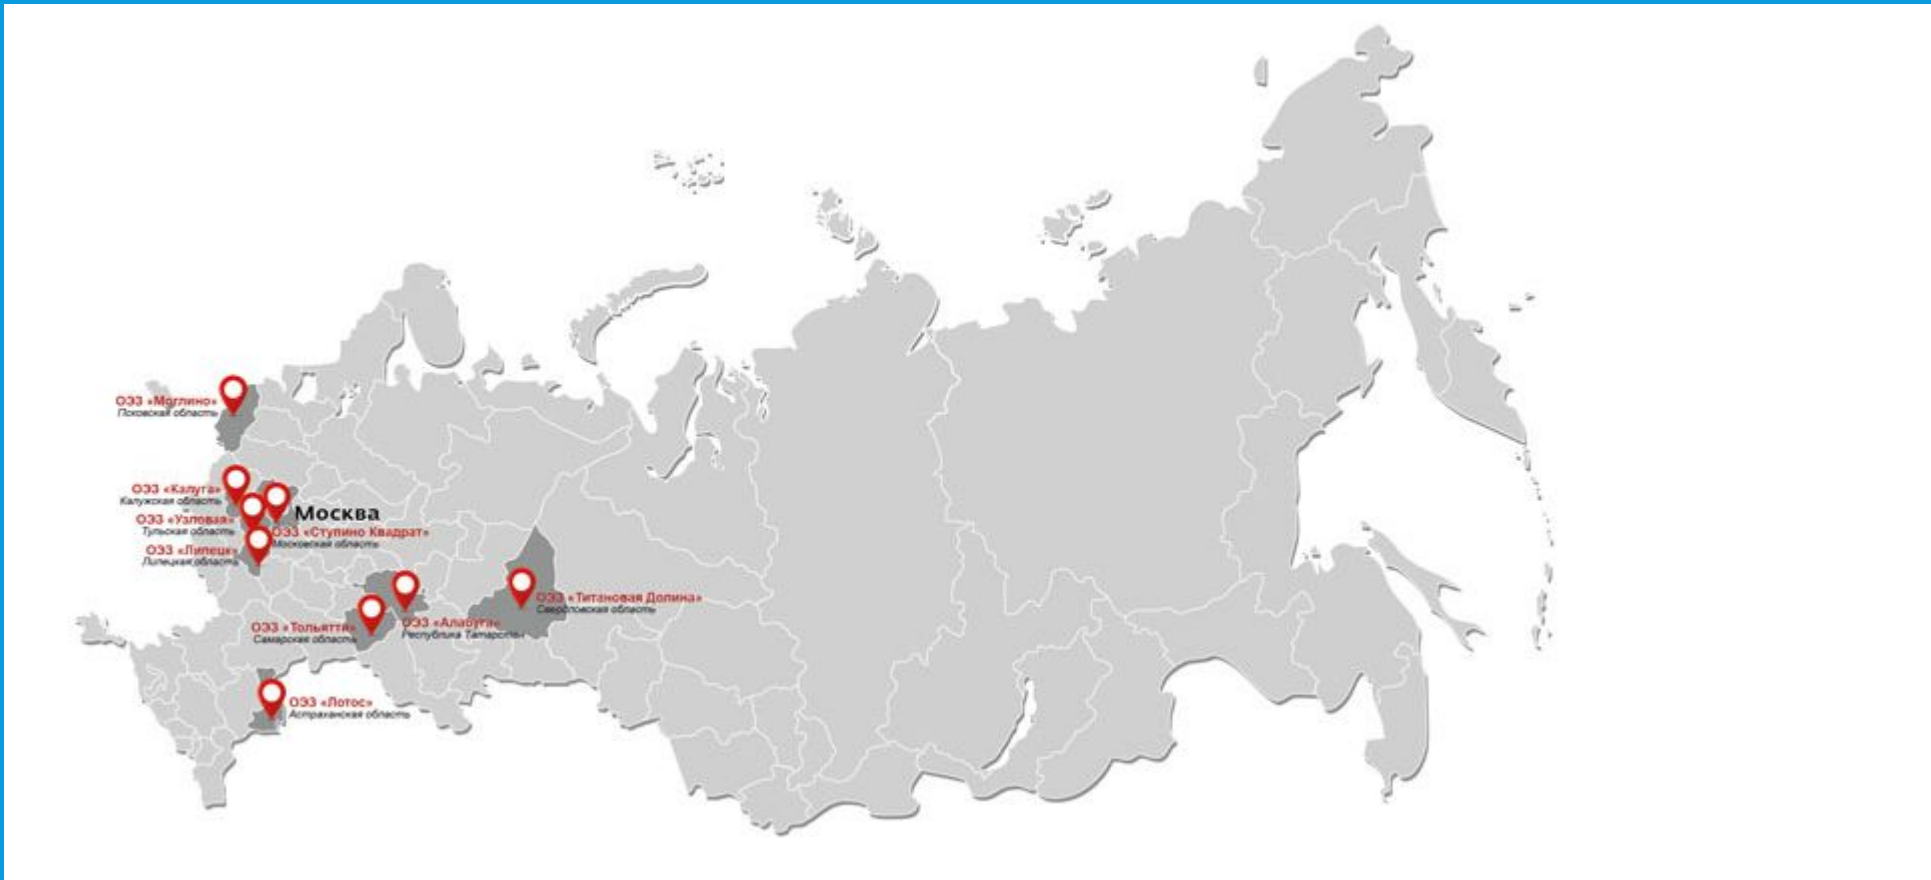 ОЭЗ «Моглино»
Псковская область
ОЭЗ «Калуга»
Калужская область
Москва
ОЭЗ «Узловая»
Тульская область
ОЭЗ «Ступино Квадрат»
Московская область
ОЭЗ «Липецк»
Липецкая область
ОЭЗ «Титановая Долина»
Свердловская область
ОЭЗ «Алабуга»
Республика Татарстан
ОЭЗ «Тольятти»
Самарская область
ОЭЗ «Лотос»
Астраханская область